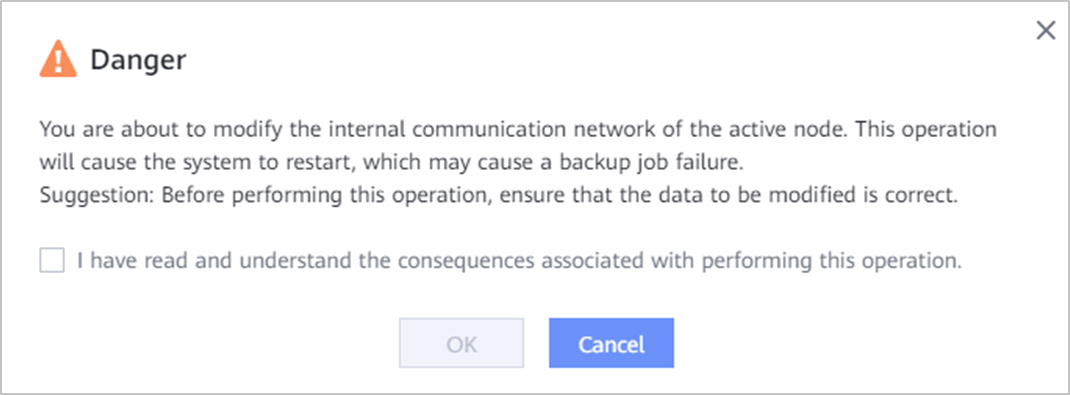 Danger
You are about to modify the internal communication network of the active node. This operation
will cause the system to restart, which may cause a backup job failure.
Suggestion: Before performing this operation, ensure that the data to be modified is correct.
I have read and understand the consequences associated with performing this operation.
OK
Cancel